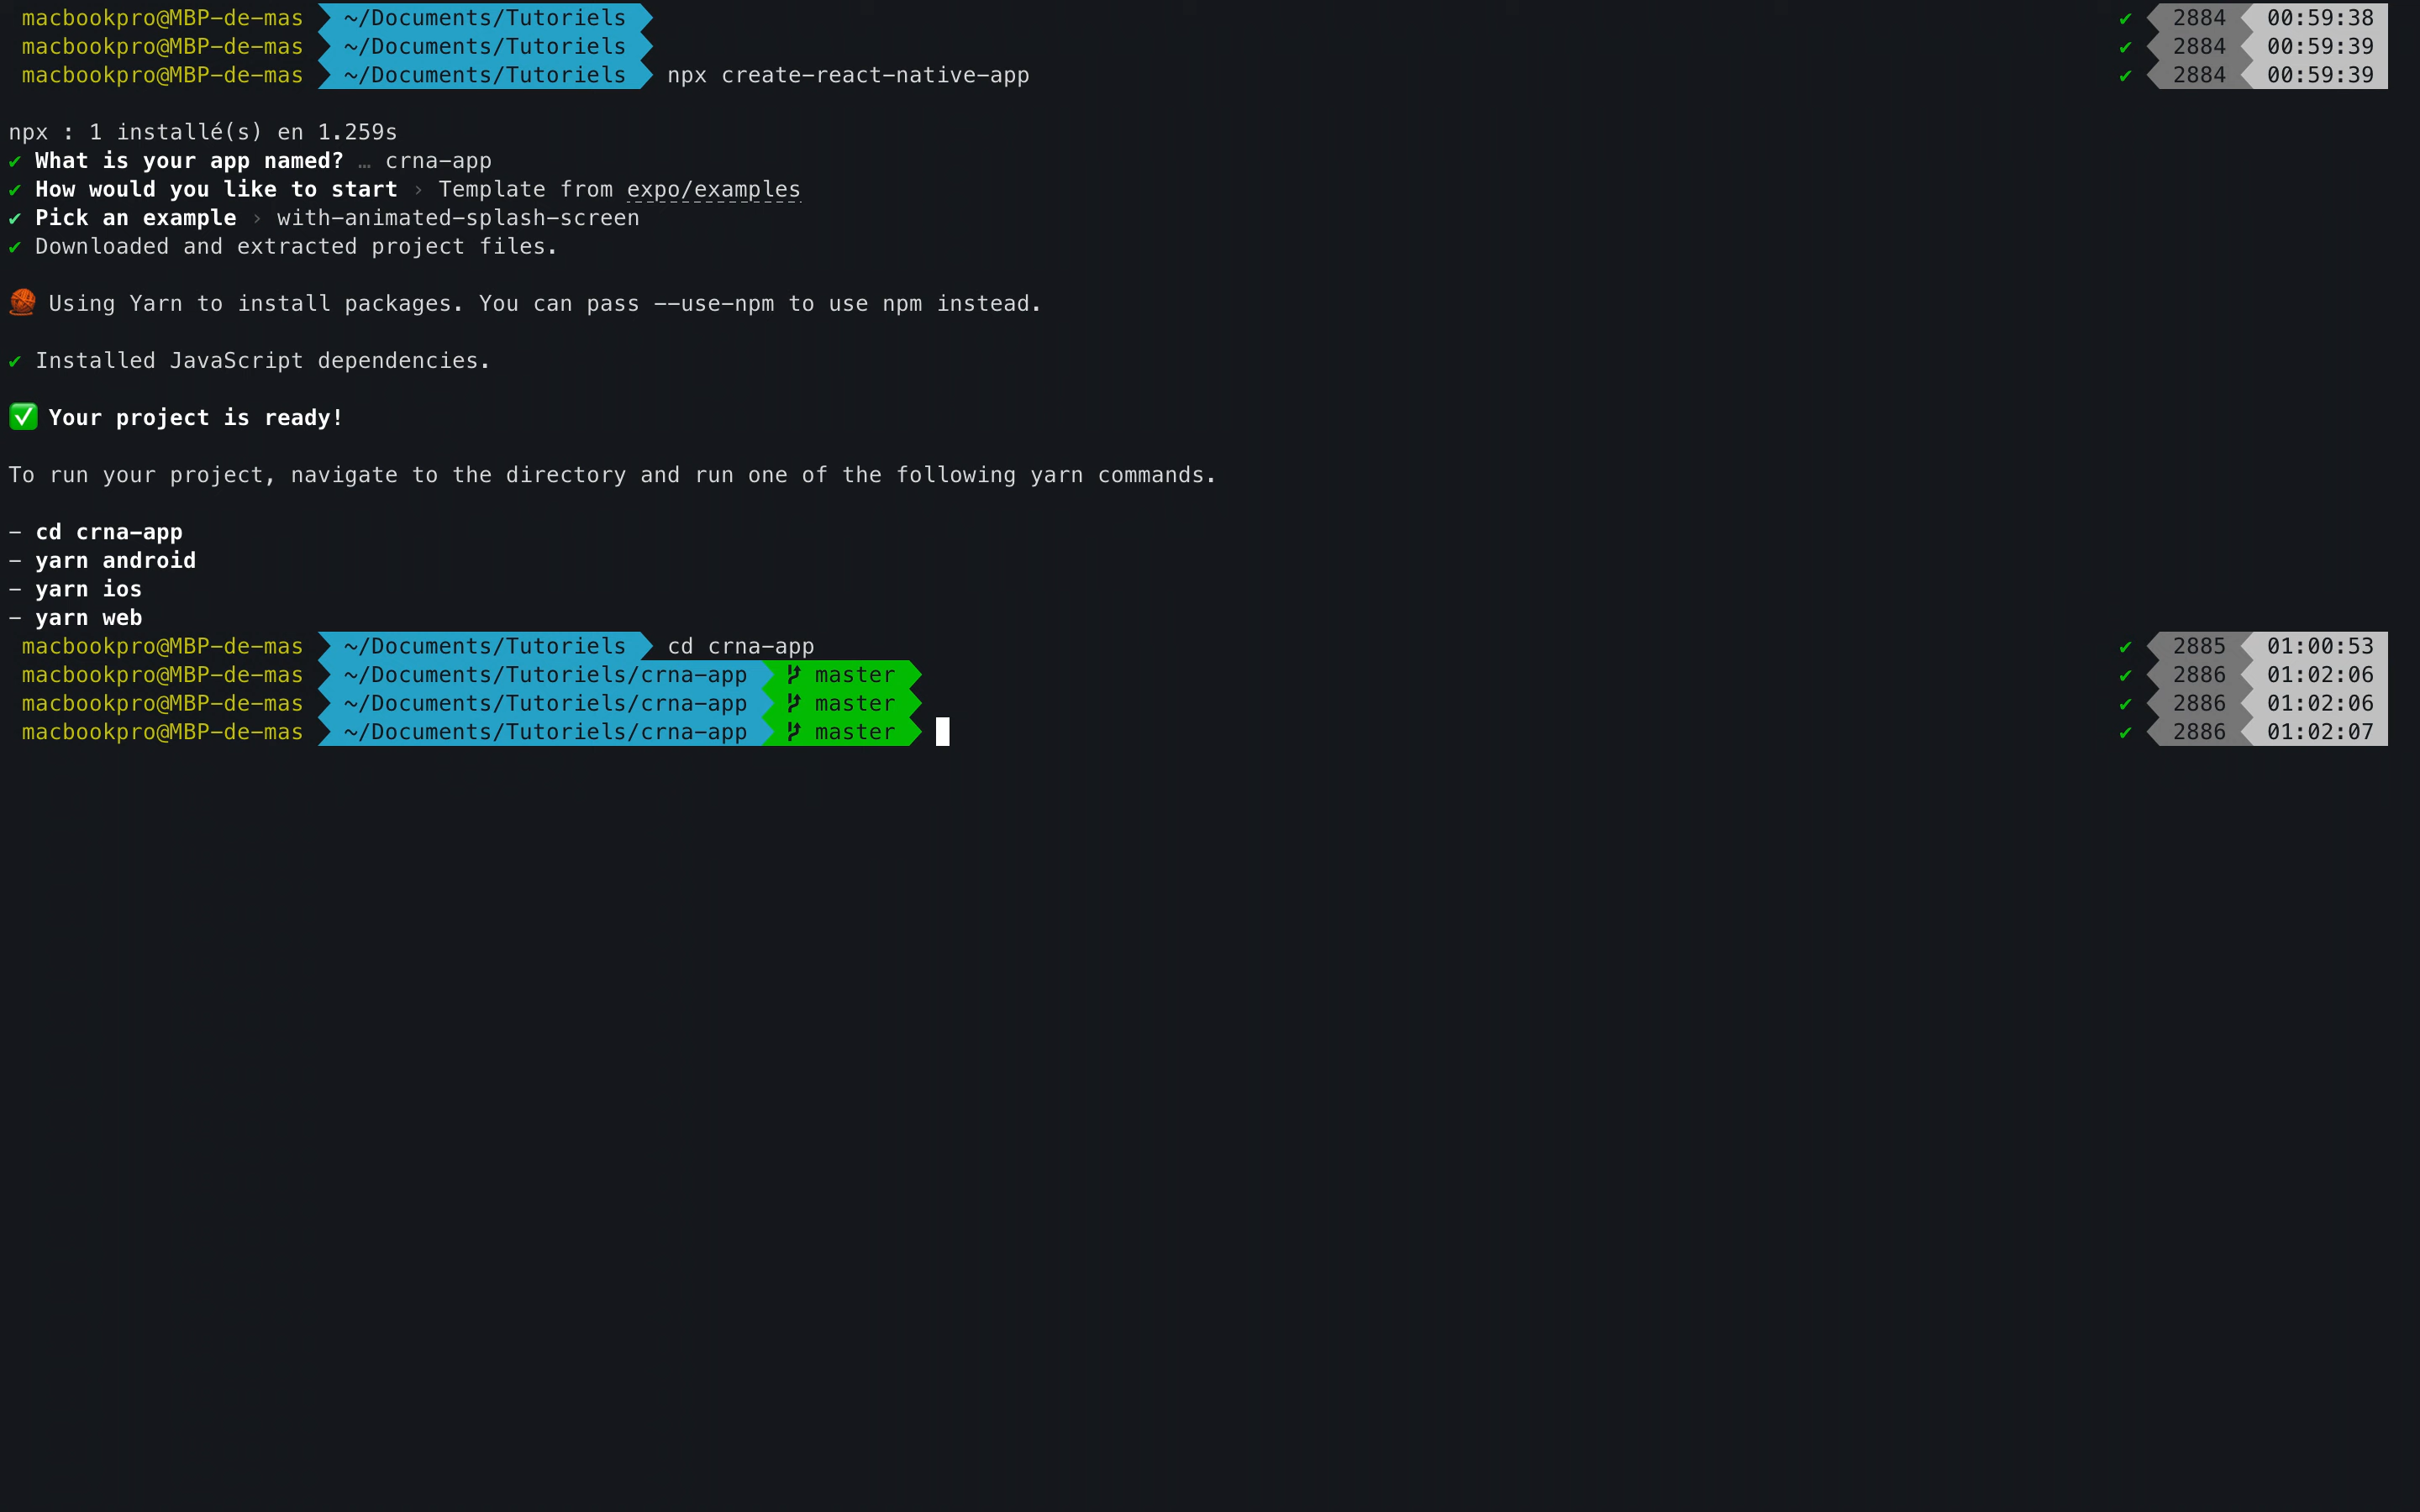 macbookpro@MBP-de-mas ~/Documents/Tutoriels ✔ 2884 00:59:38
macbookpro@MBP-de-mas ~/Documents/Tutoriels ✔ 2884 00:59:39
macbookpro@MBP-de-mas ~/Documents/Tutoriels npx create-react-native-app ✔ 2884 00:59:39
npx : 1 installé(s) en 1.259s
✔ What is your app named? … crna-app
✔ How would you like to start › Template from expo/examples
✔ Pick an example › with-animated-splash-screen
✔ Downloaded and extracted project files.
🧶 Using Yarn to install packages. You can pass --use-npm to use npm instead.
✔ Installed JavaScript dependencies.
✅ Your project is ready!
To run your project, navigate to the directory and run one of the following yarn commands.
- cd crna-app
- yarn android
- yarn ios
- yarn web
macbookpro@MBP-de-mas ~/Documents/Tutoriels cd crna-app ✔ 2885 01:00:53
macbookpro@MBP-de-mas ~/Documents/Tutoriels/crna-app master ✔ 2886 01:02:06
macbookpro@MBP-de-mas ~/Documents/Tutoriels/crna-app master ✔ 2886 01:02:06
macbookpro@MBP-de-mas ~/Documents/Tutoriels/crna-app master ✔ 2886 01:02:07